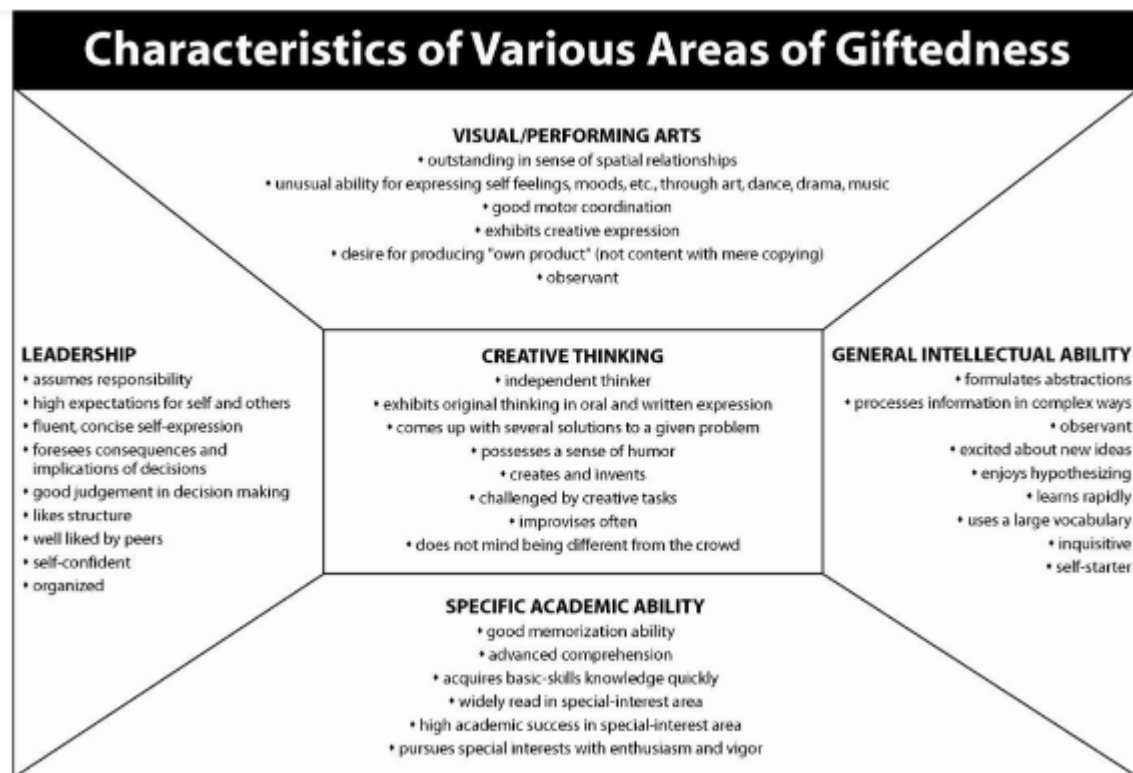 Characteristics of Various Areas of Giftedness
VISUAL/PERFORMING ARTS
• outstanding in sense of spatial relationships
• unusual ability for expressing self feelings, moods, etc., through art, dance, drama, music
• good motor coordination
• exhibits creative expression
• desire for producing "own product" (not content with mere copying)
• observant
LEADERSHIP
• assumes responsibility
• high expectations for self and others
• fluent, concise self-expression
• foresees consequences and
implications of decisions
• good judgement in decision making
• likes structure
• well liked by peers
• self-confident
• organized
CREATIVE THINKING
• independent thinker
• exhibits original thinking in oral and written expression
• comes up with several solutions to a given problem
• possesses a sense of humor
• creates and invents
• challenged by creative tasks
• improvises often
• does not mind being different from the crowd
GENERAL INTELLECTUAL ABILITY
• formulates abstractions
• processes information in complex ways
• observant
• excited about new ideas
• enjoys hypothesizing
• learns rapidly
• uses a large vocabulary
• inquisitive
• self-starter
SPECIFIC ACADEMIC ABILITY
• good memorization ability
• advanced comprehension
• acquires basic-skills knowledge quickly
• widely read in special-interest area
• high academic success in special-interest area
• pursues special interests with enthusiasm and vigor